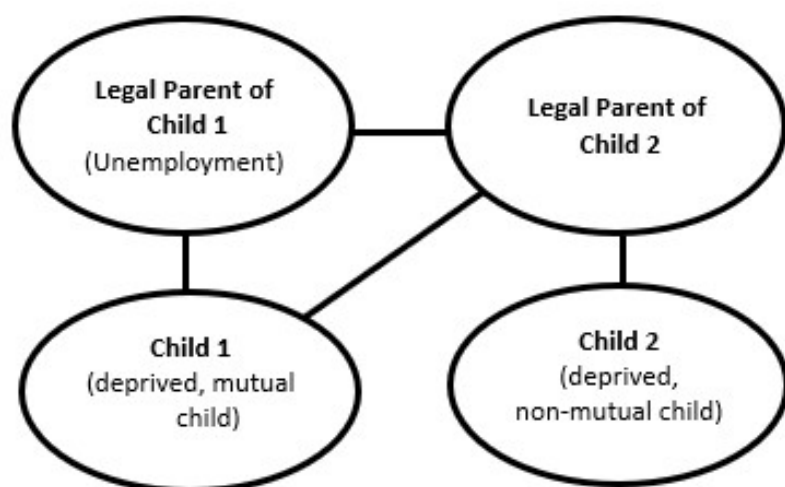 Legal Parent of
Child 1
(Unemployment)
Legal Parent of
Child 2
Child 1
(deprived, mutual
child)
Child 2
(deprived,
non-mutual child)